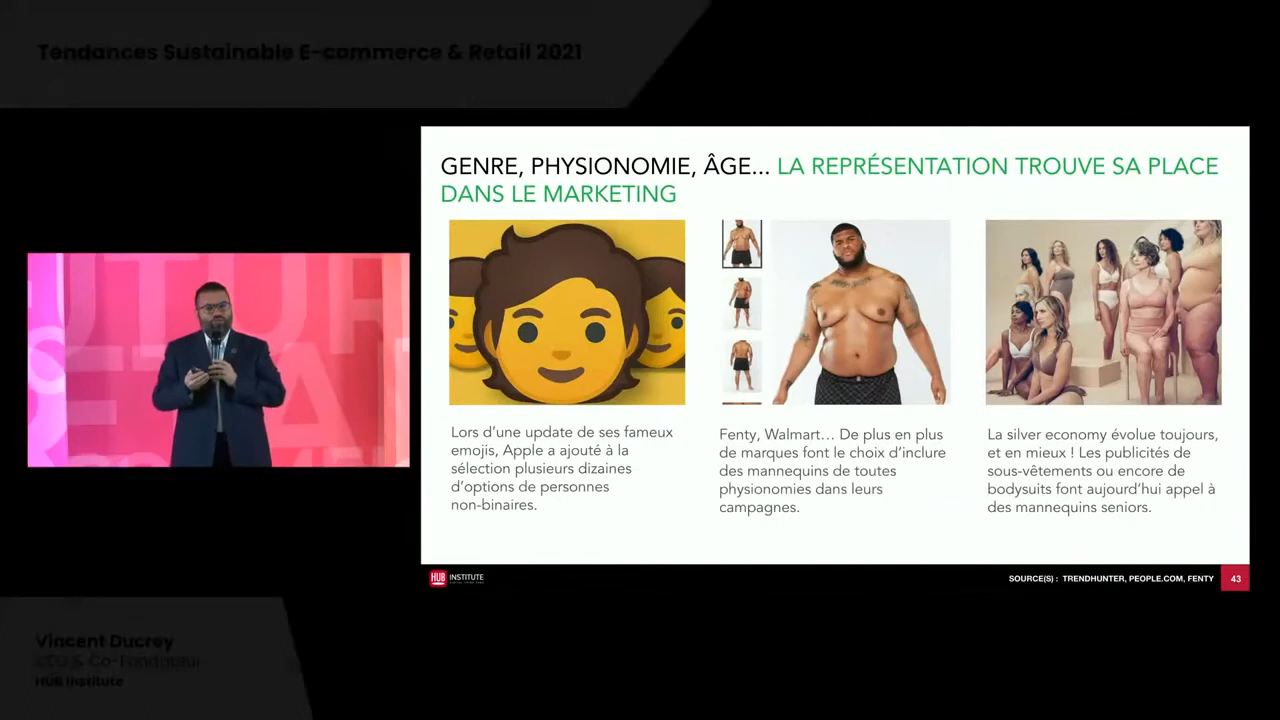 Tendances Sustainable E-commerce & Retail 2021
GENRE, PHYSIONOMIE, ÂGE... LA REPRÉSENTATION TROUVE SA PLACE
DANS LE MARKETING
Lors d’une update de ses fameux
emojis, Apple a ajouté à la
sélection plusieurs dizaines
d’options de personnes
non-binaires.
Fenty, Walmart… De plus en plus
de marques font le choix d’inclure
des mannequins de toutes
physionomies dans leurs
campagnes.
La silver economy évolue toujours,
et en mieux ! Les publicités de
sous-vêtements ou encore de
bodysuits font aujourd’hui appel à
des mannequins seniors.
HUB INSTITUTE
SOURCE(S) : TRENDHUNTER, PEOPLE.COM, FENTY
43
Vincent Ducrey
CEO & Co-Fondateur
HUB Institute